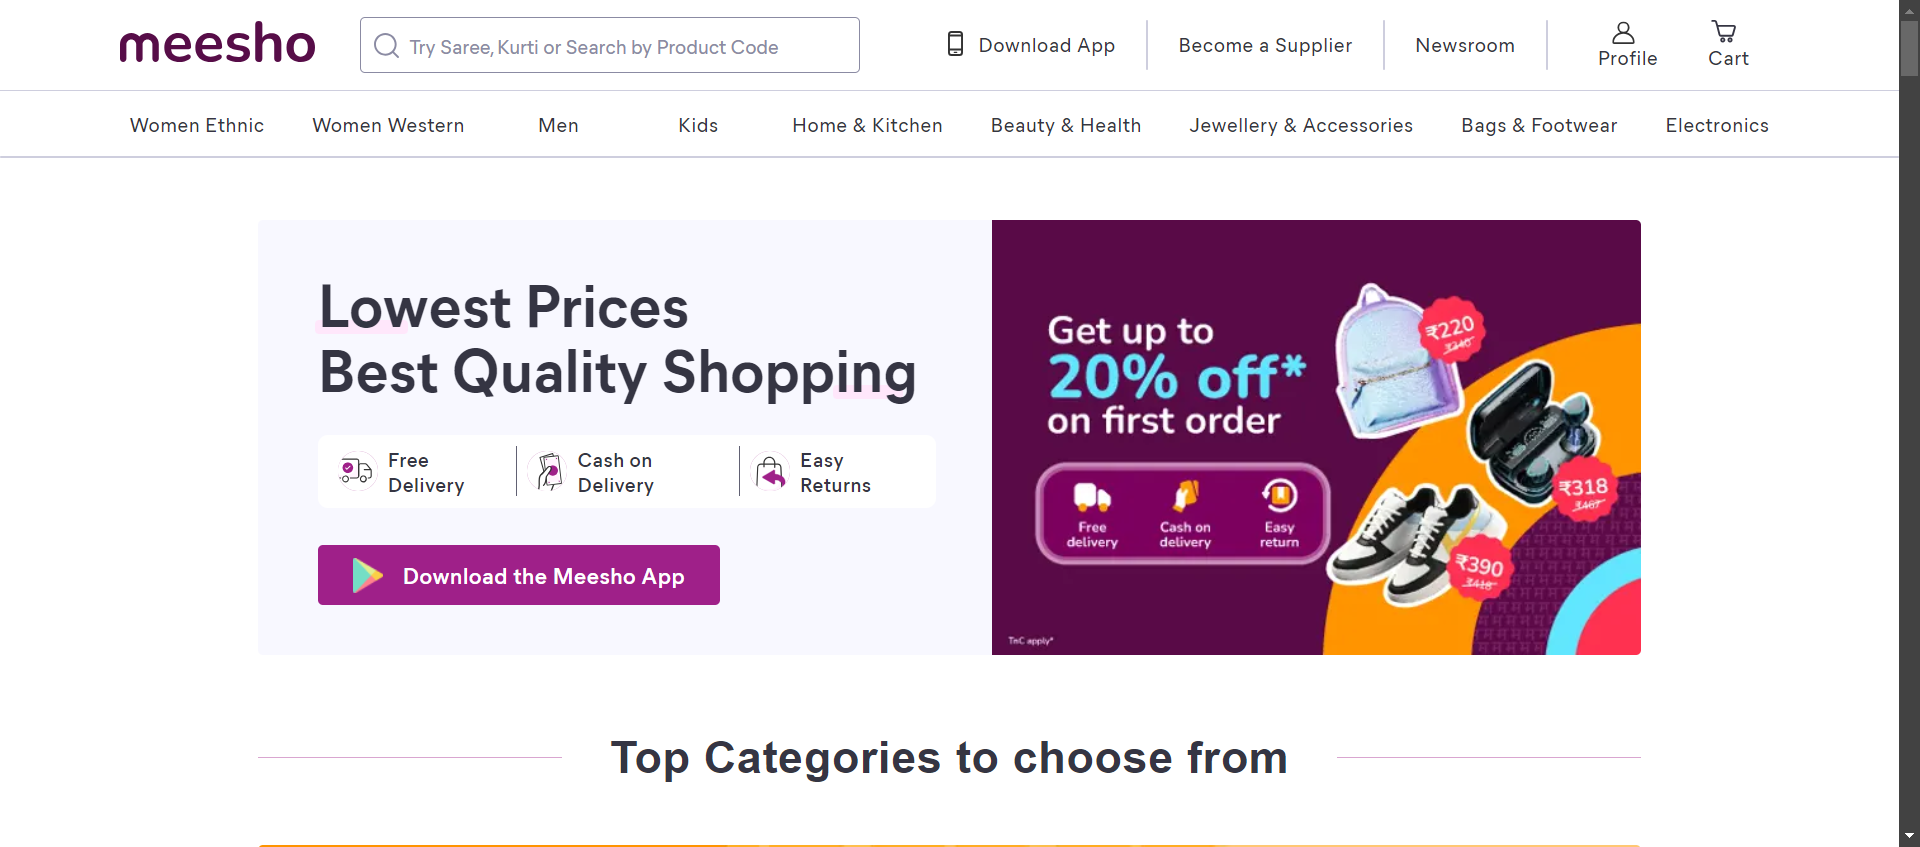 meesho
Try Saree, Kurti or Search by Product Code
Download App
Become a Supplier
Newsroom
Profile
Cart
Women Ethnic
Women Western
Men
Kids
Home & Kitchen
Beauty & Health
Jewellery & Accessories
Bags & Footwear
Electronics
Lowest Prices
Best Quality Shopping
Free
Delivery
Cash on
Delivery
Easy
Returns
Download the Meesho App
Get up to
20% off*
on first order
Free
delivery
Cash on
delivery
Easy
return
₹220
₹340
₹318
₹467
₹390
₹418
TnC apply*
Top Categories to choose from